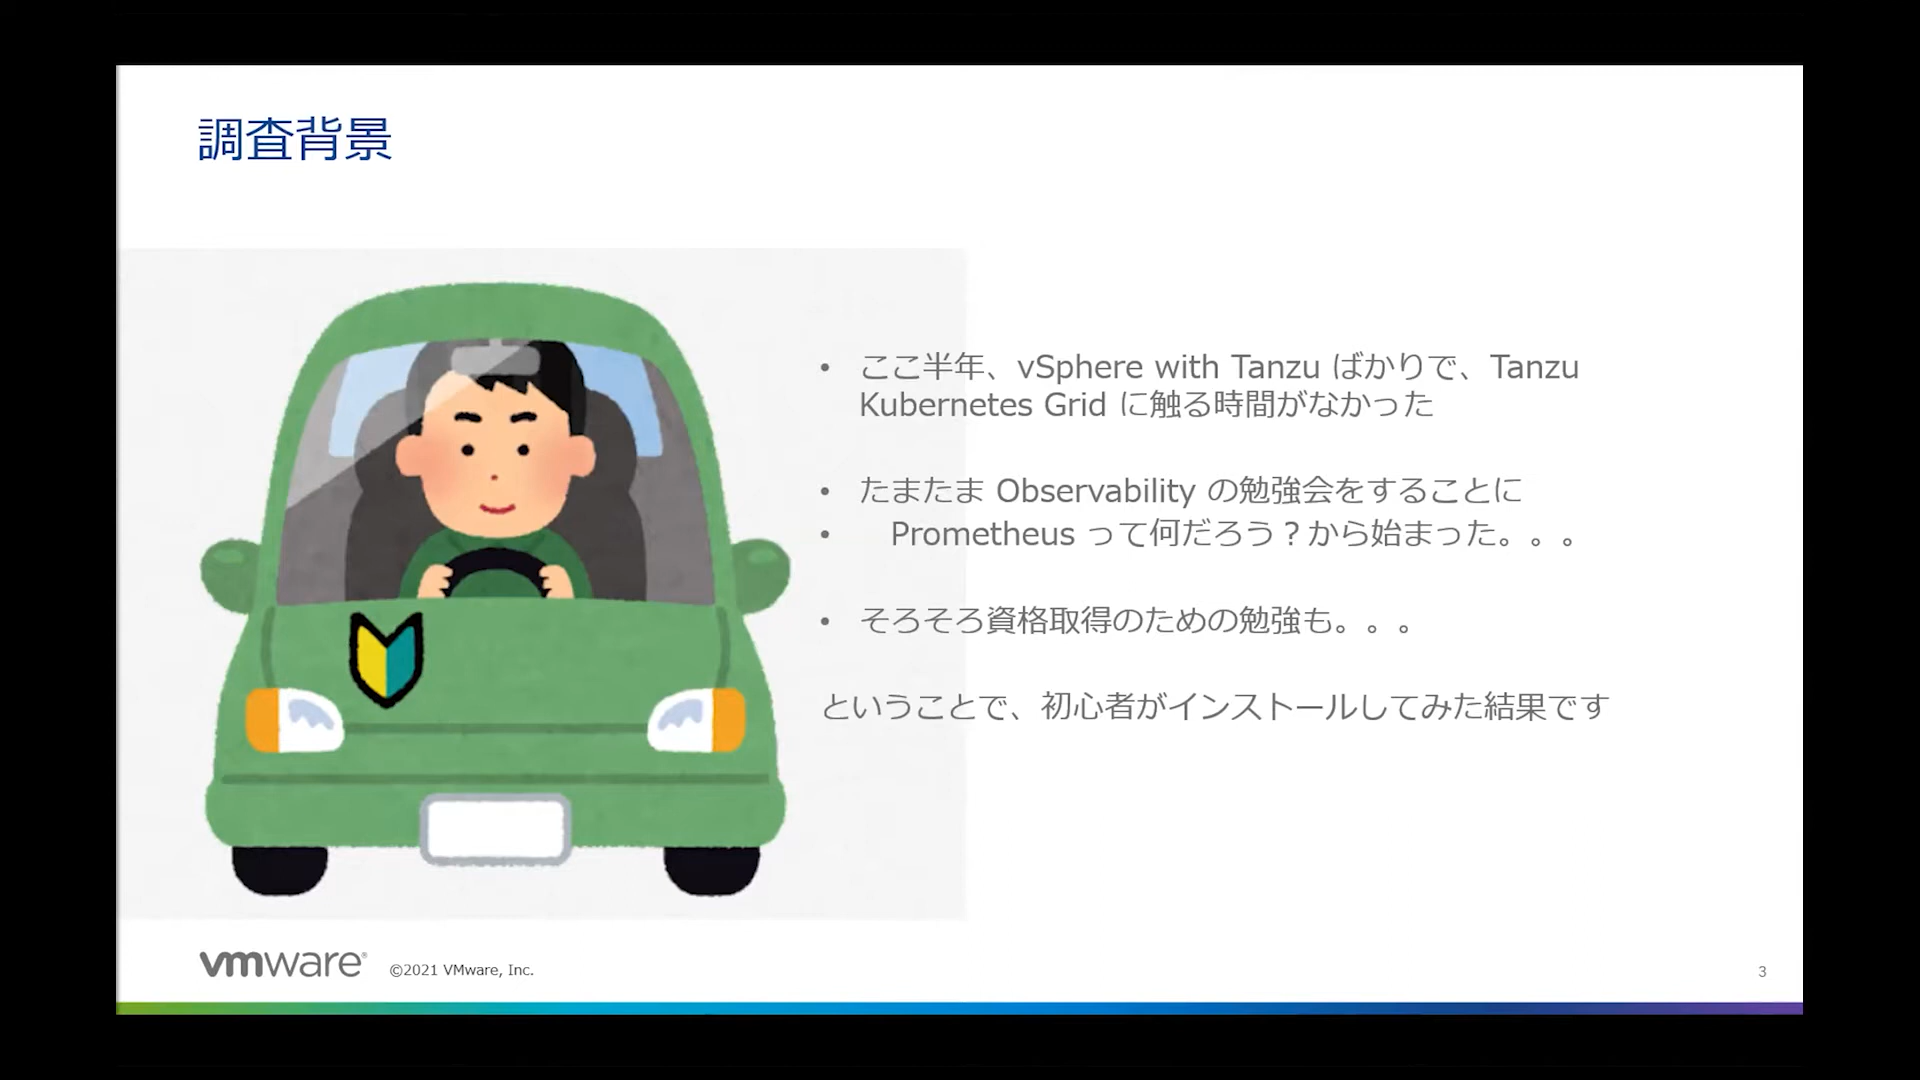 調査背景
• ここ半年、vSphere with Tanzu ばかりで、Tanzu
Kubernetes Grid に触る時間がなかった
• たまたま Observability の勉強会をすることに
• Prometheus って何だろう？から始まった。。。
• そろそろ資格取得のための勉強も。。。
ということで、初心者がインストールしてみた結果です
vmware® ©2021 VMware, Inc.
3